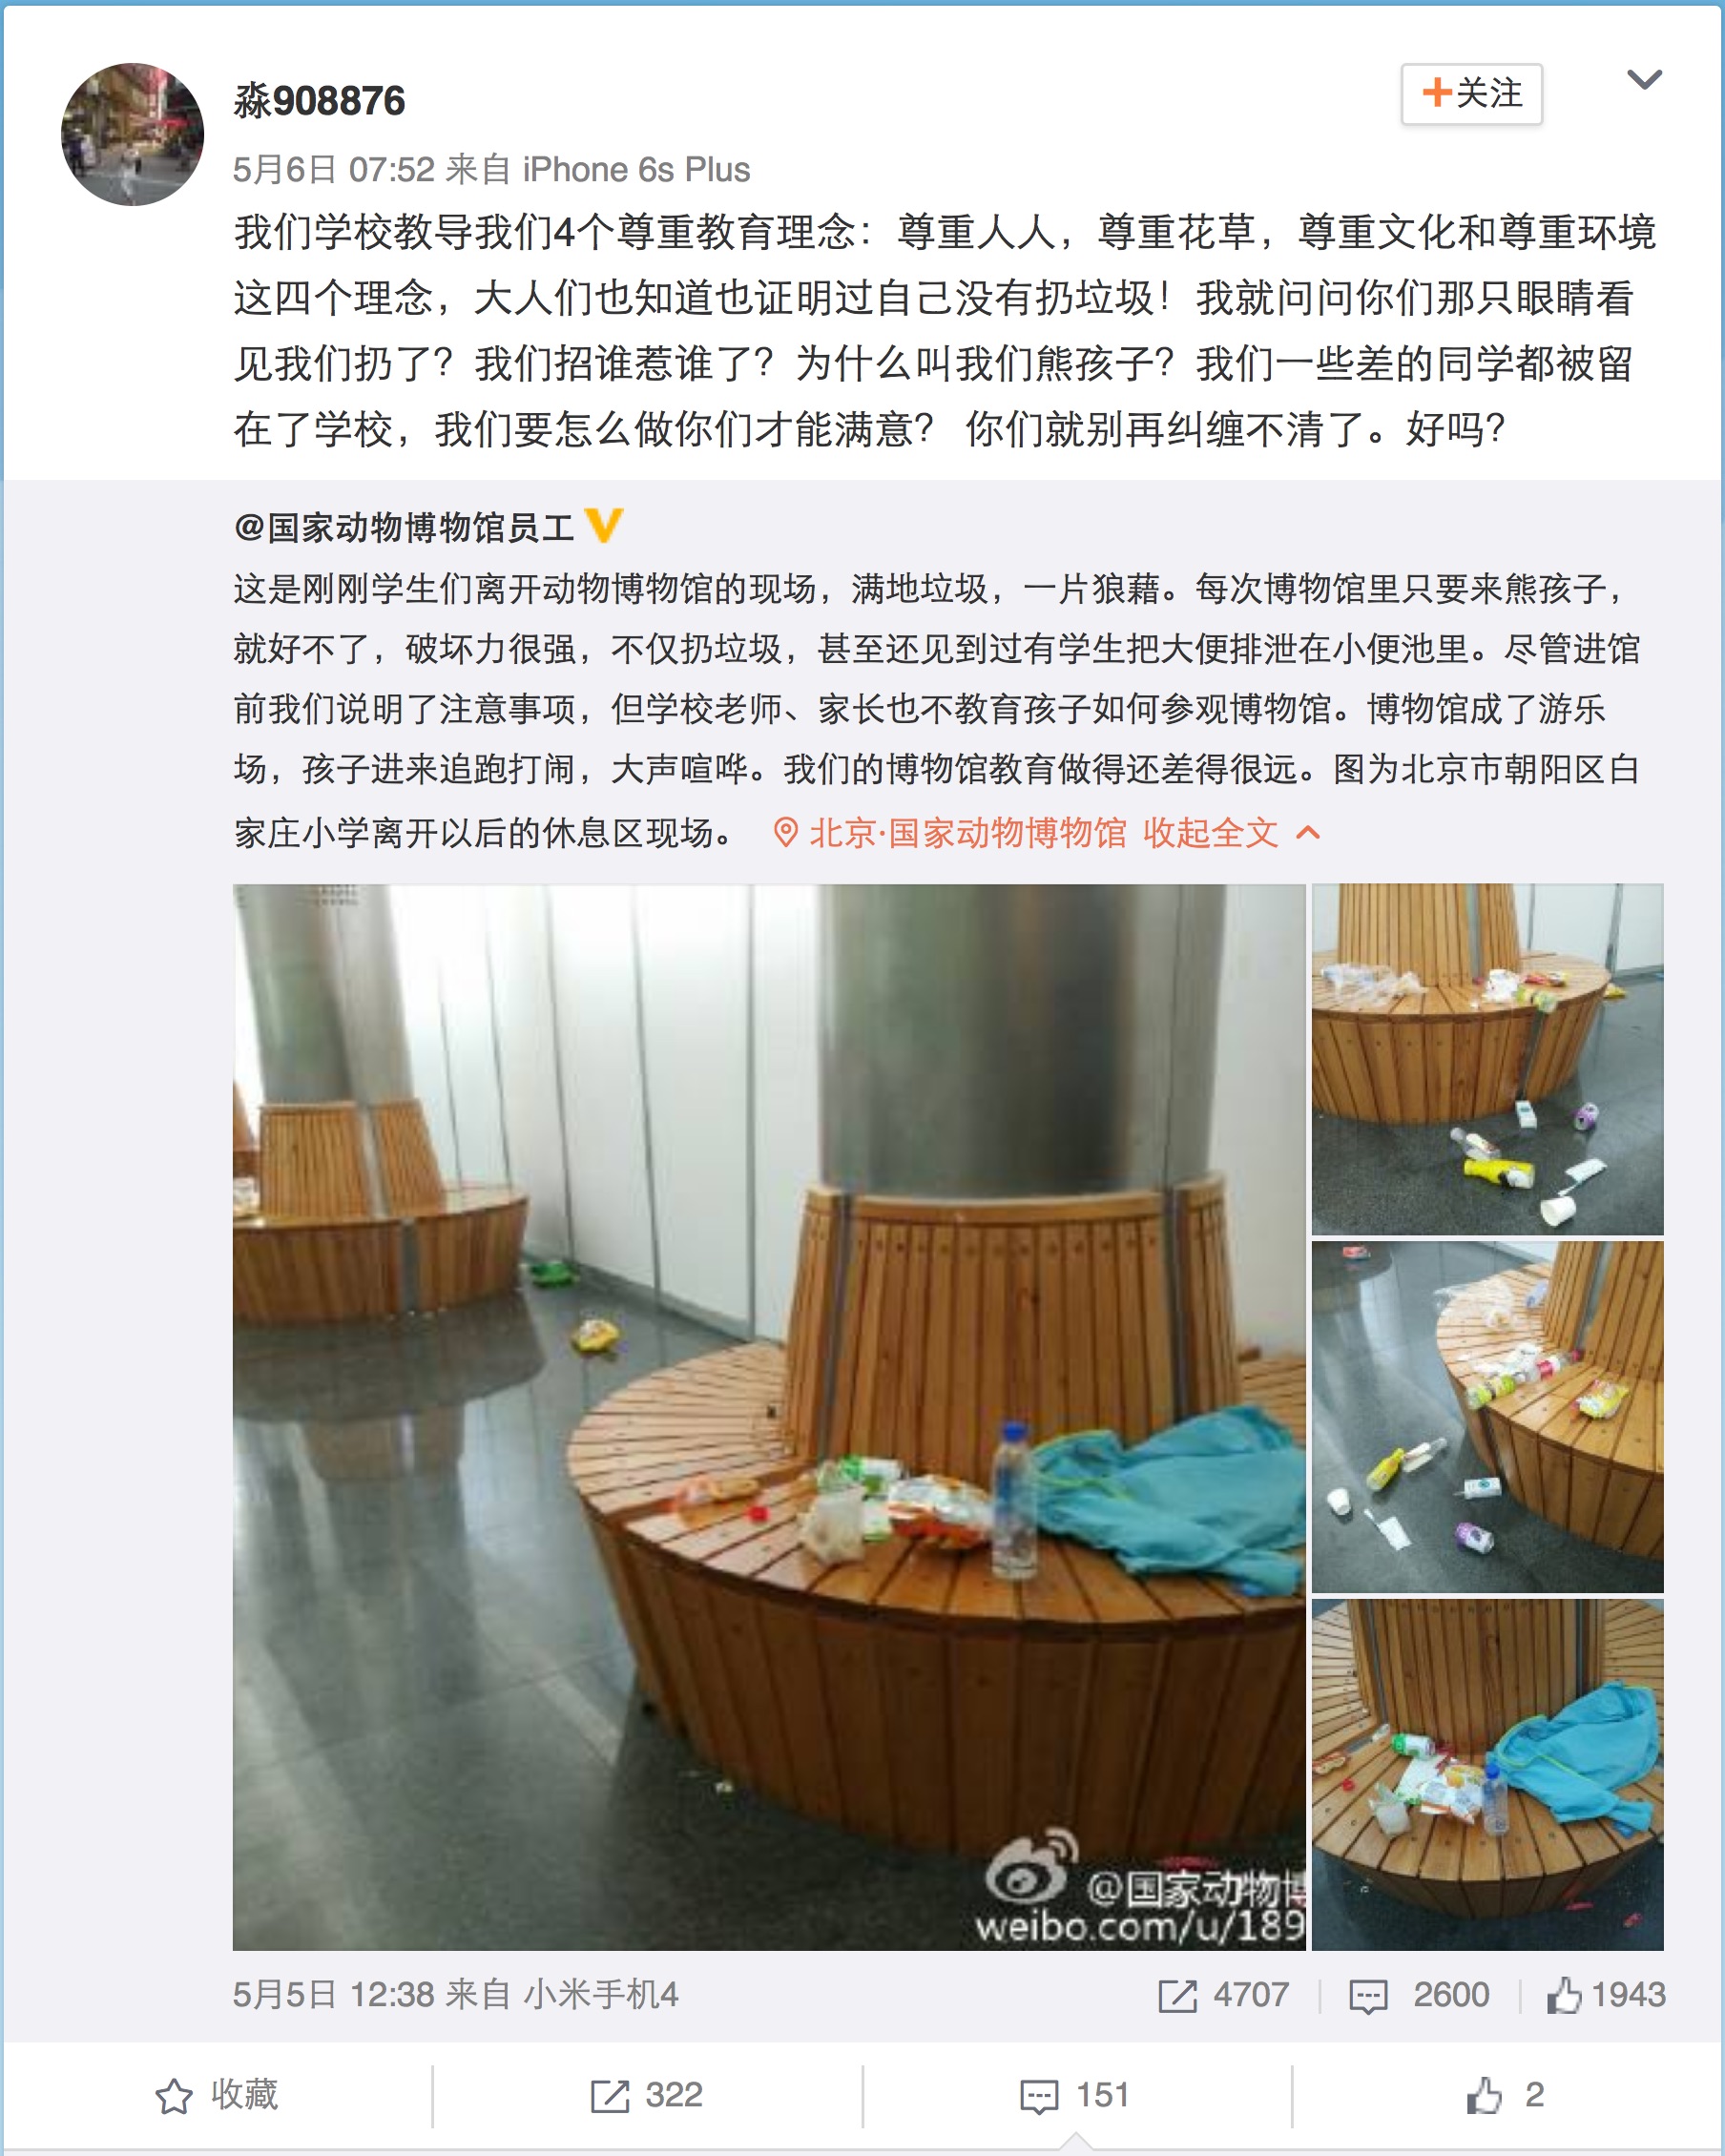 淼908876
+关注
5月6日 07:52 来自 iPhone 6s Plus
我们学校教导我们4个尊重教育理念：尊重人人，尊重花草，尊重文化和尊重环境
这四个理念，大人们也知道也证明过自己没有扔垃圾！我就问问你们那只眼睛看
见我们扔了？我们招谁惹谁了？为什么叫我们熊孩子？我们一些差的同学都被留
在了学校，我们要怎么做你们才能满意？ 你们就别再纠缠不清了。好吗？
@国家动物博物馆员工
这是刚刚学生们离开动物博物馆的现场，满地垃圾，一片狼藉。每次博物馆里只要来熊孩子，
就好不了，破坏力很强，不仅扔垃圾，甚至还见到过有学生把大便排泄在小便池里。尽管进馆
前我们说明了注意事项，但学校老师、家长也不教育孩子如何参观博物馆。博物馆成了游乐
场，孩子进来追跑打闹，大声喧哗。我们的博物馆教育做得还差得很远。图为北京市朝阳区白
家庄小学离开以后的休息区现场。 北京·国家动物博物馆 收起全文
@国家动物博
weibo.com/u/189
5月5日 12:38 来自 小米手机4
4707 2600 1943
收藏 322 151 2